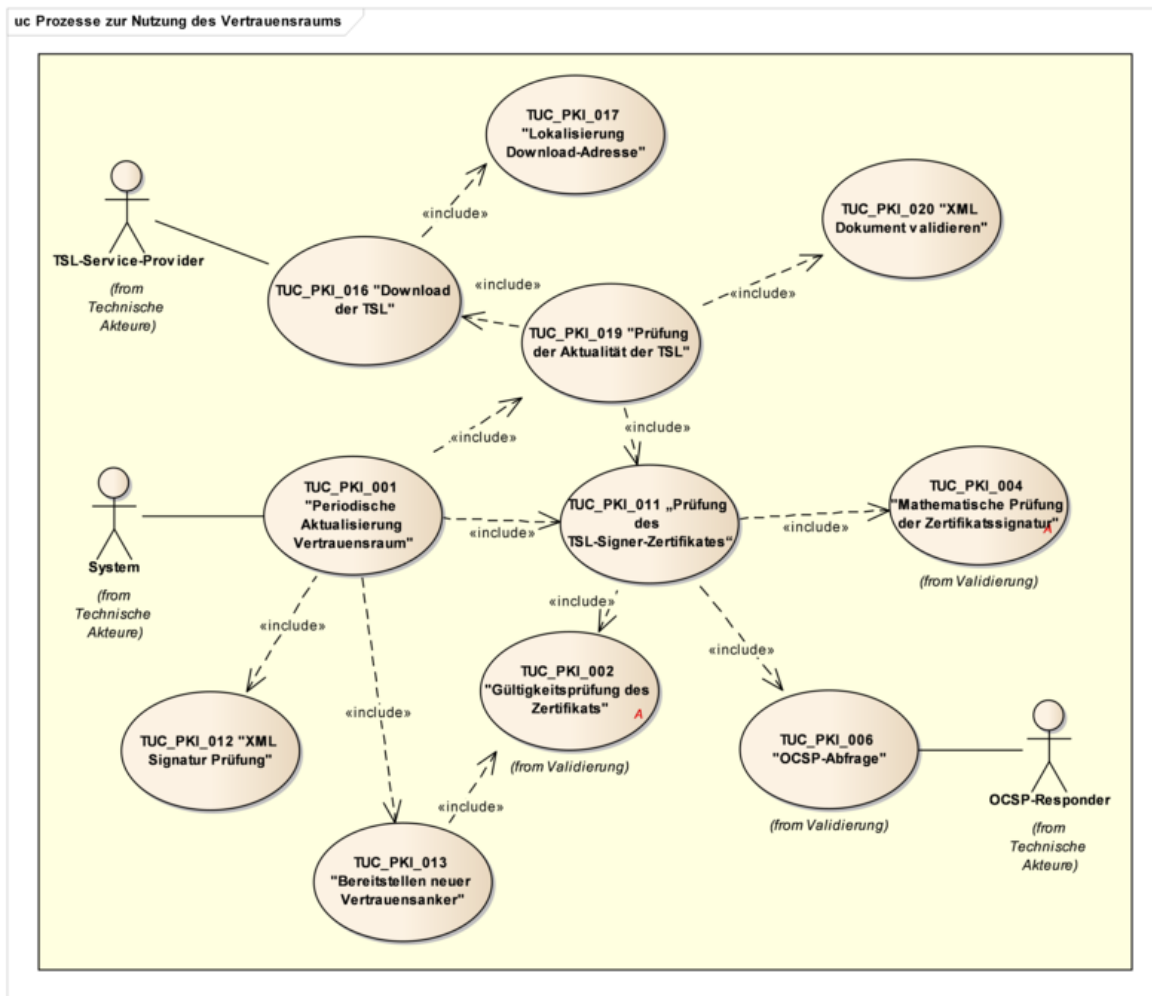 uc Prozesse zur Nutzung des Vertrauensraums
TUC_PKI_017
"Lokalisierung
Download-Adresse"
TUC_PKI_020 "XML
Dokument validieren"
«include»
TSL-Service-Provider
(from
Technische
Akteure)
TUC_PKI_016 "Download
der TSL"
«include»
«include»
TUC_PKI_019 "Prüfung
der Aktualität der TSL"
«include»
«include»
TUC_PKI_001
"Periodische
Aktualisierung
Vertrauensraum"
System
(from
Technische
Akteure)
«include»
TUC_PKI_011 „Prüfung
des
TSL-Signer-Zertifikates“
«include»
TUC_PKI_004
"Mathematische Prüfung
der Zertifikatssignatur"
A
(from Validierung)
«include»
«include»
«include»
«include»
TUC_PKI_002
"Gültigkeitsprüfung des
Zertifikats"
A
(from Validierung)
TUC_PKI_012 "XML
Signatur Prüfung"
TUC_PKI_006
"OCSP-Abfrage"
(from Validierung)
OCSP-Responder
(from
Technische
Akteure)
«include»
TUC_PKI_013
"Bereitstellen neuer
Vertrauensanker"